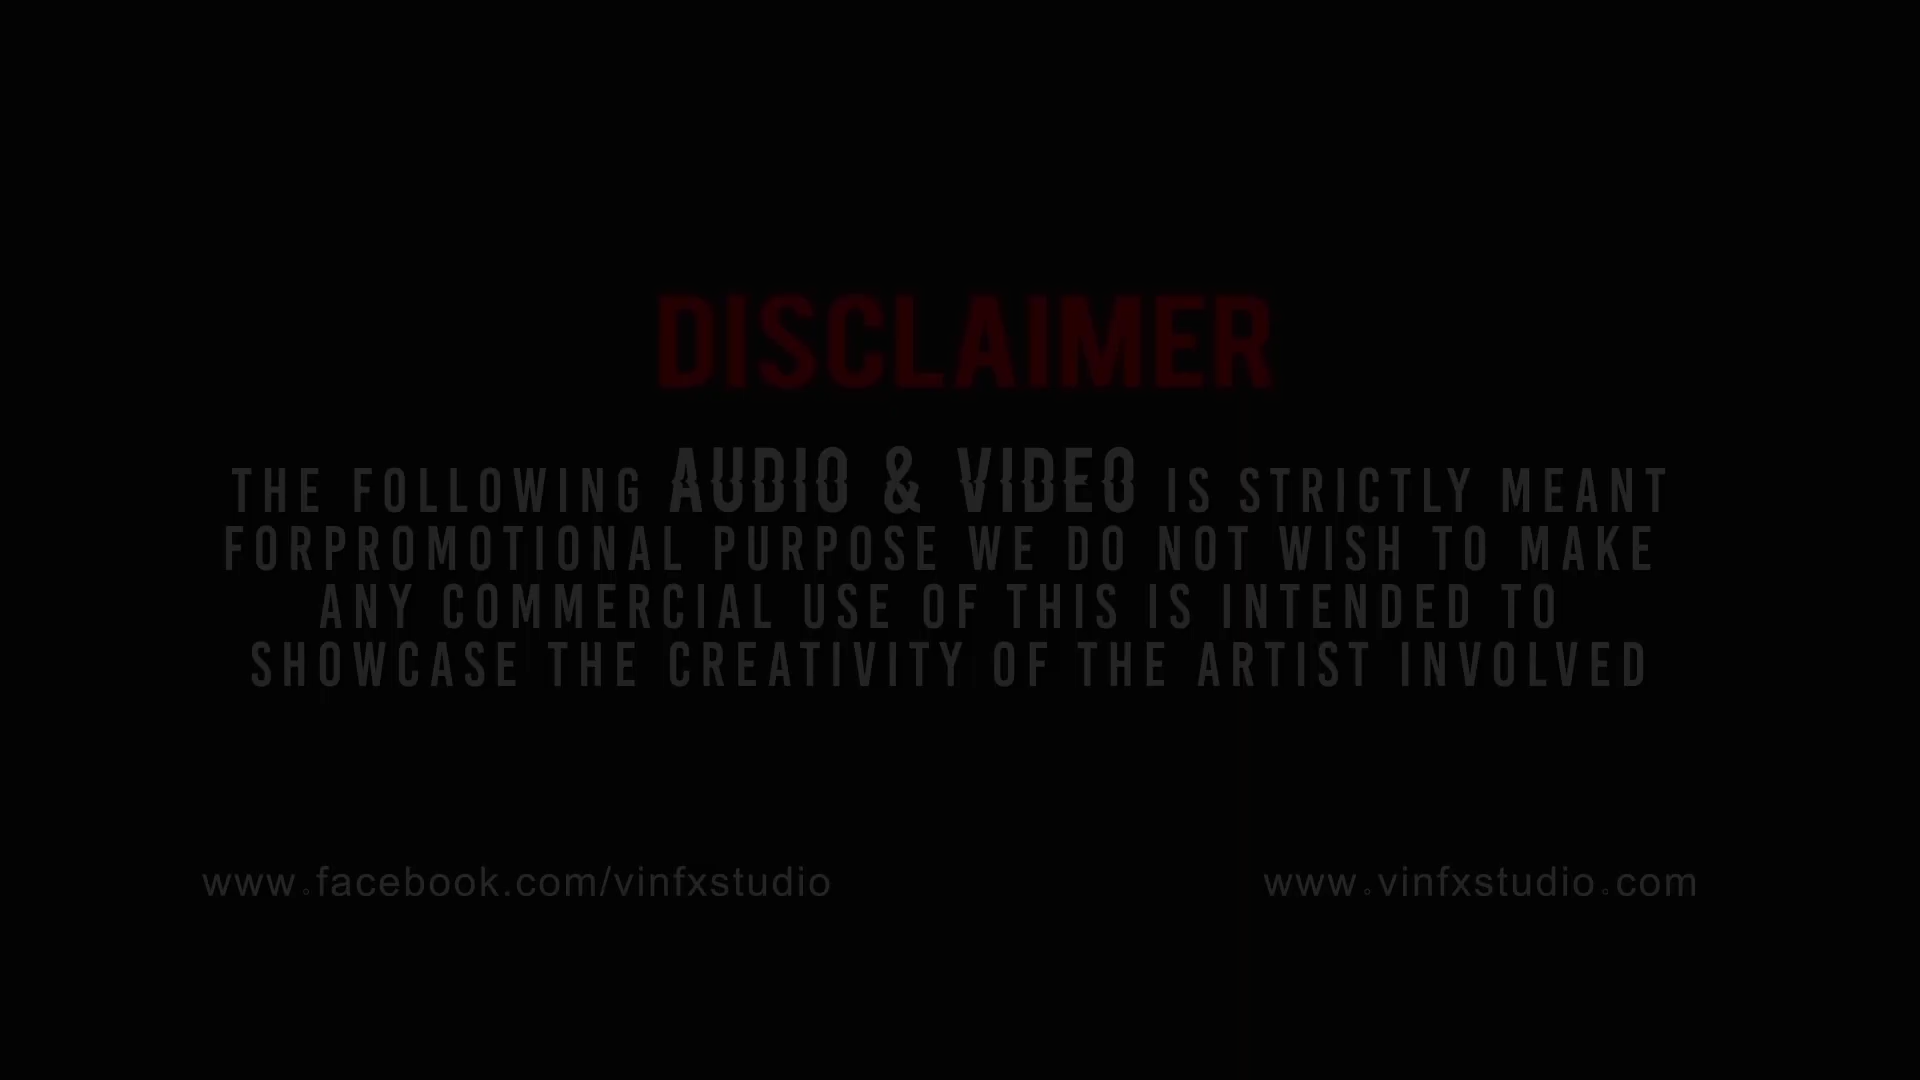 DISCLAIMER
THE FOLLOWING AUDIO & VIDEO IS STRICTLY MEANT
FORPROMOTIONAL PURPOSE WE DO NOT WISH TO MAKE
ANY COMMERCIAL USE OF THIS IS INTENDED TO
SHOWCASE THE CREATIVITY OF THE ARTIST INVOLVED
www.facebook.com/vinfxstudio
www.vinfxstudio.com